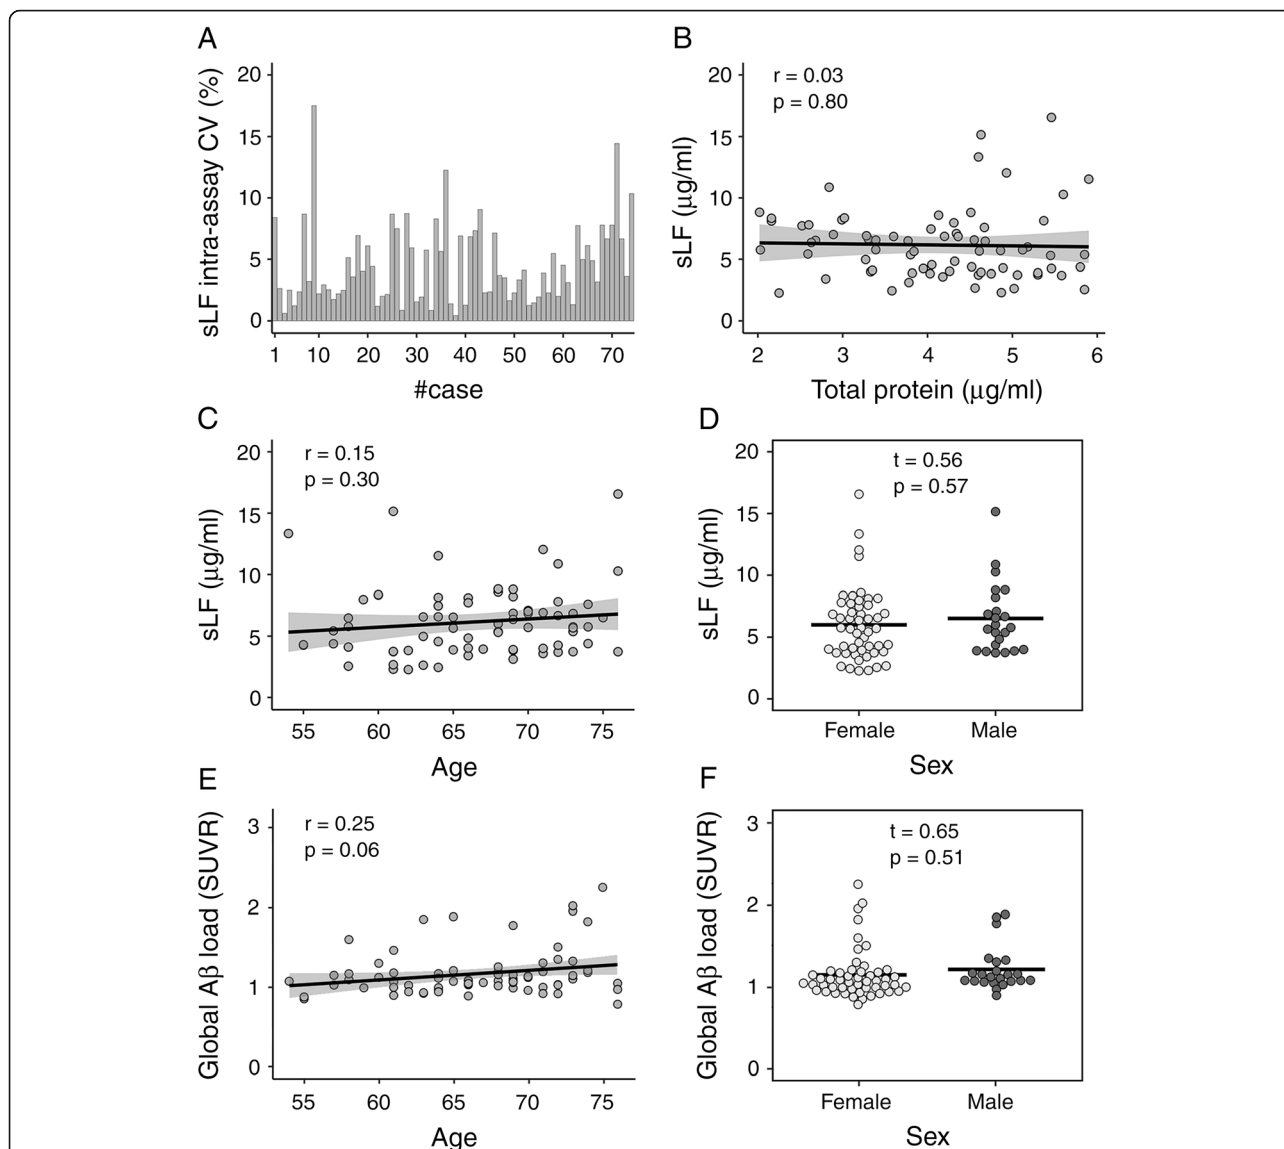 A
sLF intra-assay CV (%)
20
15
10
5
0
1 10 20 30 40 50 60 70
#case
B
r = 0.03
p = 0.80
sLF (μg/ml)
20
15
10
5
0
2 3 4 5 6
Total protein (μg/ml)
C
r = 0.15
p = 0.30
sLF (μg/ml)
20
15
10
5
0
55 60 65 70 75
Age
D
t = 0.56
p = 0.57
sLF (μg/ml)
20
15
10
5
0
Female Male
Sex
E
r = 0.25
p = 0.06
Global Aβ load (SUVR)
3
2
1
0
55 60 65 70 75
Age
F
t = 0.65
p = 0.51
Global Aβ load (SUVR)
3
2
1
0
Female Male
Sex